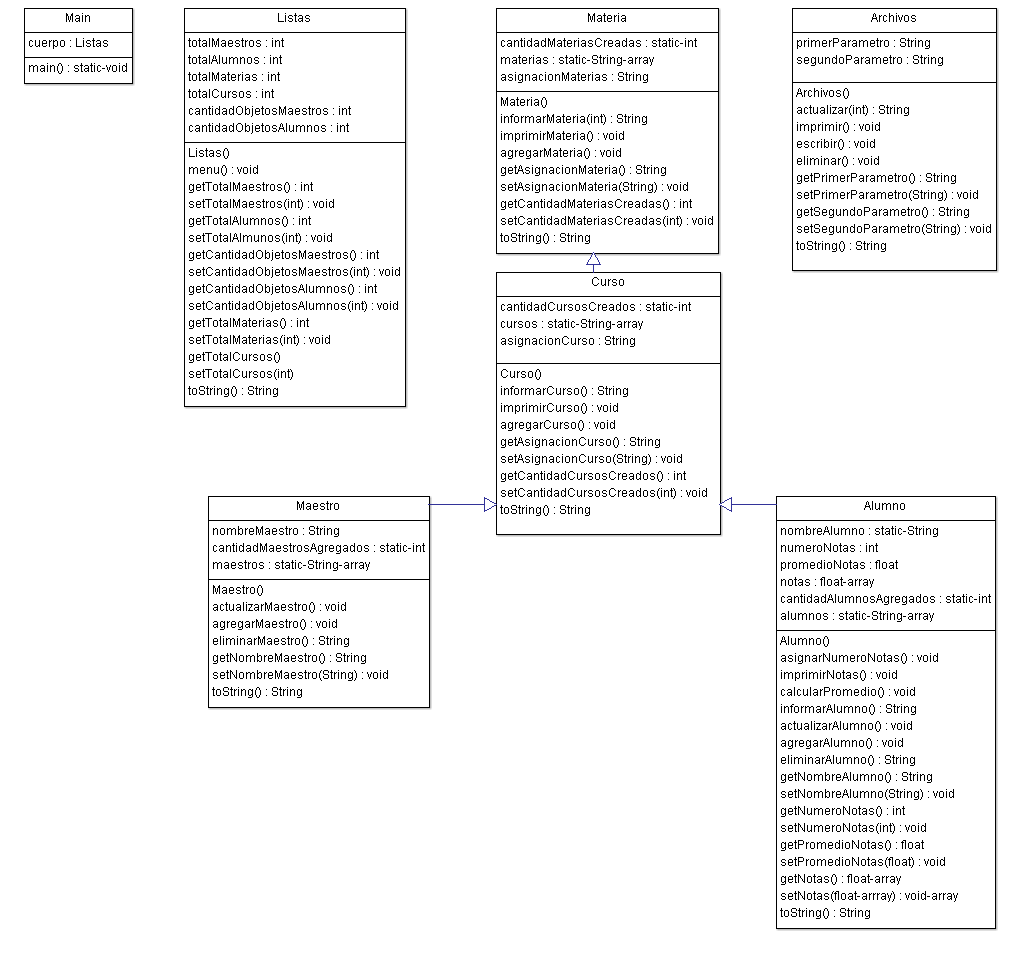 Main
cuerpo : Listas
main() : static-void
Listas
totalMaestros : int
totalAlumnos : int
totalMaterias : int
totalCursos : int
cantidadObjetosMaestros : int
cantidadObjetosAlumnos : int
Listas()
menu() : void
getTotalMaestros() : int
setTotalMaestros(int) : void
getTotalAlumnos() : int
setTotalAlmunos(int) : void
getCantidadObjetosMaestros() : int
setCantidadObjetosMaestros(int) : void
getCantidadObjetosAlumnos() : int
setCantidadObjetosAlumnos(int) : void
getTotalMaterias() : int
setTotalMaterias(int) : void
getTotalCursos()
setTotalCursos(int)
toString() : String
Materia
cantidadMateriasCreadas : static-int
materias : static-String-array
asignacionMaterias : String
Materia()
informarMateria(int) : String
imprimirMateria() : void
agregarMateria() : void
getAsignacionMateria() : String
setAsignacionMateria(String) : void
getCantidadMateriasCreadas() : int
setCantidadMateriasCreadas(int) : void
toString() : String
Archivos
primerParametro : String
segundoParametro : String
Archivos()
actualizar(int) : String
imprimir() : void
escribir() : void
eliminar() : void
getPrimerParametro() : String
setPrimerParametro(String) : void
getSegundoParametro() : String
setSegundoParametro(String) : void
toString() : String
Curso
cantidadCursosCreados : static-int
cursos : static-String-array
asignacionCurso : String
Curso()
informarCurso() : String
imprimirCurso() : void
agregarCurso() : void
getAsignacionCurso() : String
setAsignacionCurso(String) : void
getCantidadCursosCreados() : int
setCantidadCursosCreados(int) : void
toString() : String
Maestro
nombreMaestro : String
cantidadMaestrosAgregados : static-int
maestros : static-String-array
Maestro()
actualizarMaestro() : void
agregarMaestro() : void
eliminarMaestro() : String
getNombreMaestro() : String
setNombreMaestro(String) : void
toString() : String
Alumno
nombreAlumno : static-String
numeroNotas : int
promedioNotas : float
notas : float-array
cantidadAlumnosAgregados : static-int
alumnos : static-String-array
Alumno()
asignarNumeroNotas() : void
imprimirNotas() : void
calcularPromedio() : void
informarAlumno() : String
actualizarAlumno() : void
agregarAlumno() : void
eliminarAlumno() : String
getNombreAlumno() : String
setNombreAlumno(String) : void
getNumeroNotas() : int
setNumeroNotas(int) : void
getPromedioNotas() : float
setPromedioNotas(float) : void
getNotas() : float-array
setNotas(float-arrray) : void-array
toString() : String